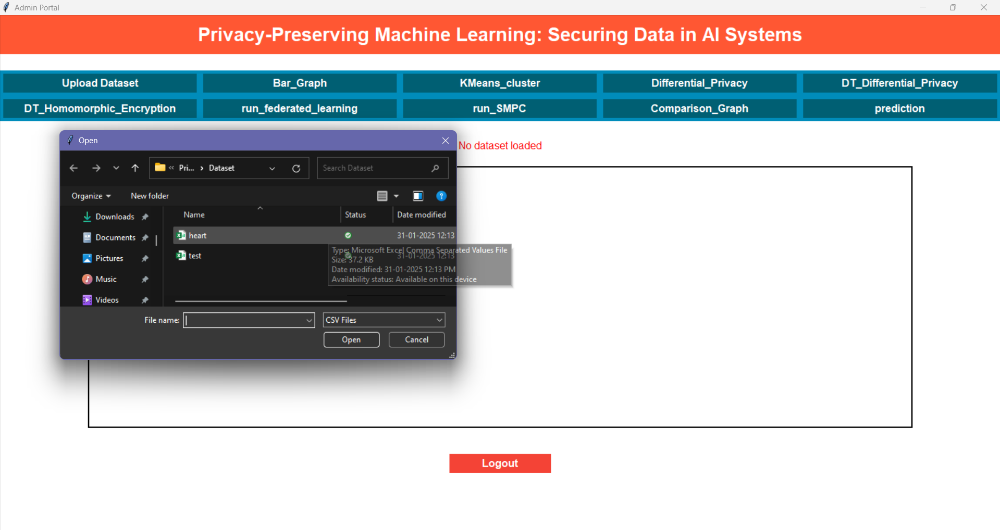 Admin Portal
Privacy-Preserving Machine Learning: Securing Data in AI Systems
Upload Dataset
Bar_Graph
KMeans_cluster
Differential_Privacy
DT_Differential_Privacy
DT_Homomorphic_Encryption
run_federated_learning
run_SMPC
Comparison_Graph
prediction
No dataset loaded
Open
« Pri... › Dataset
Search Dataset
Organize
New folder
Name
Status
Date modified
Downloads
Documents
Pictures
Music
Videos
heart
31-01-2025 12:13
test
31-01-2025 12:13
Type: Microsoft Excel Comma Separated Values File
Size: 37.2 KB
Date modified: 31-01-2025 12:13 PM
Availability status: Available on this device
File name:
CSV Files
Open
Cancel
Logout